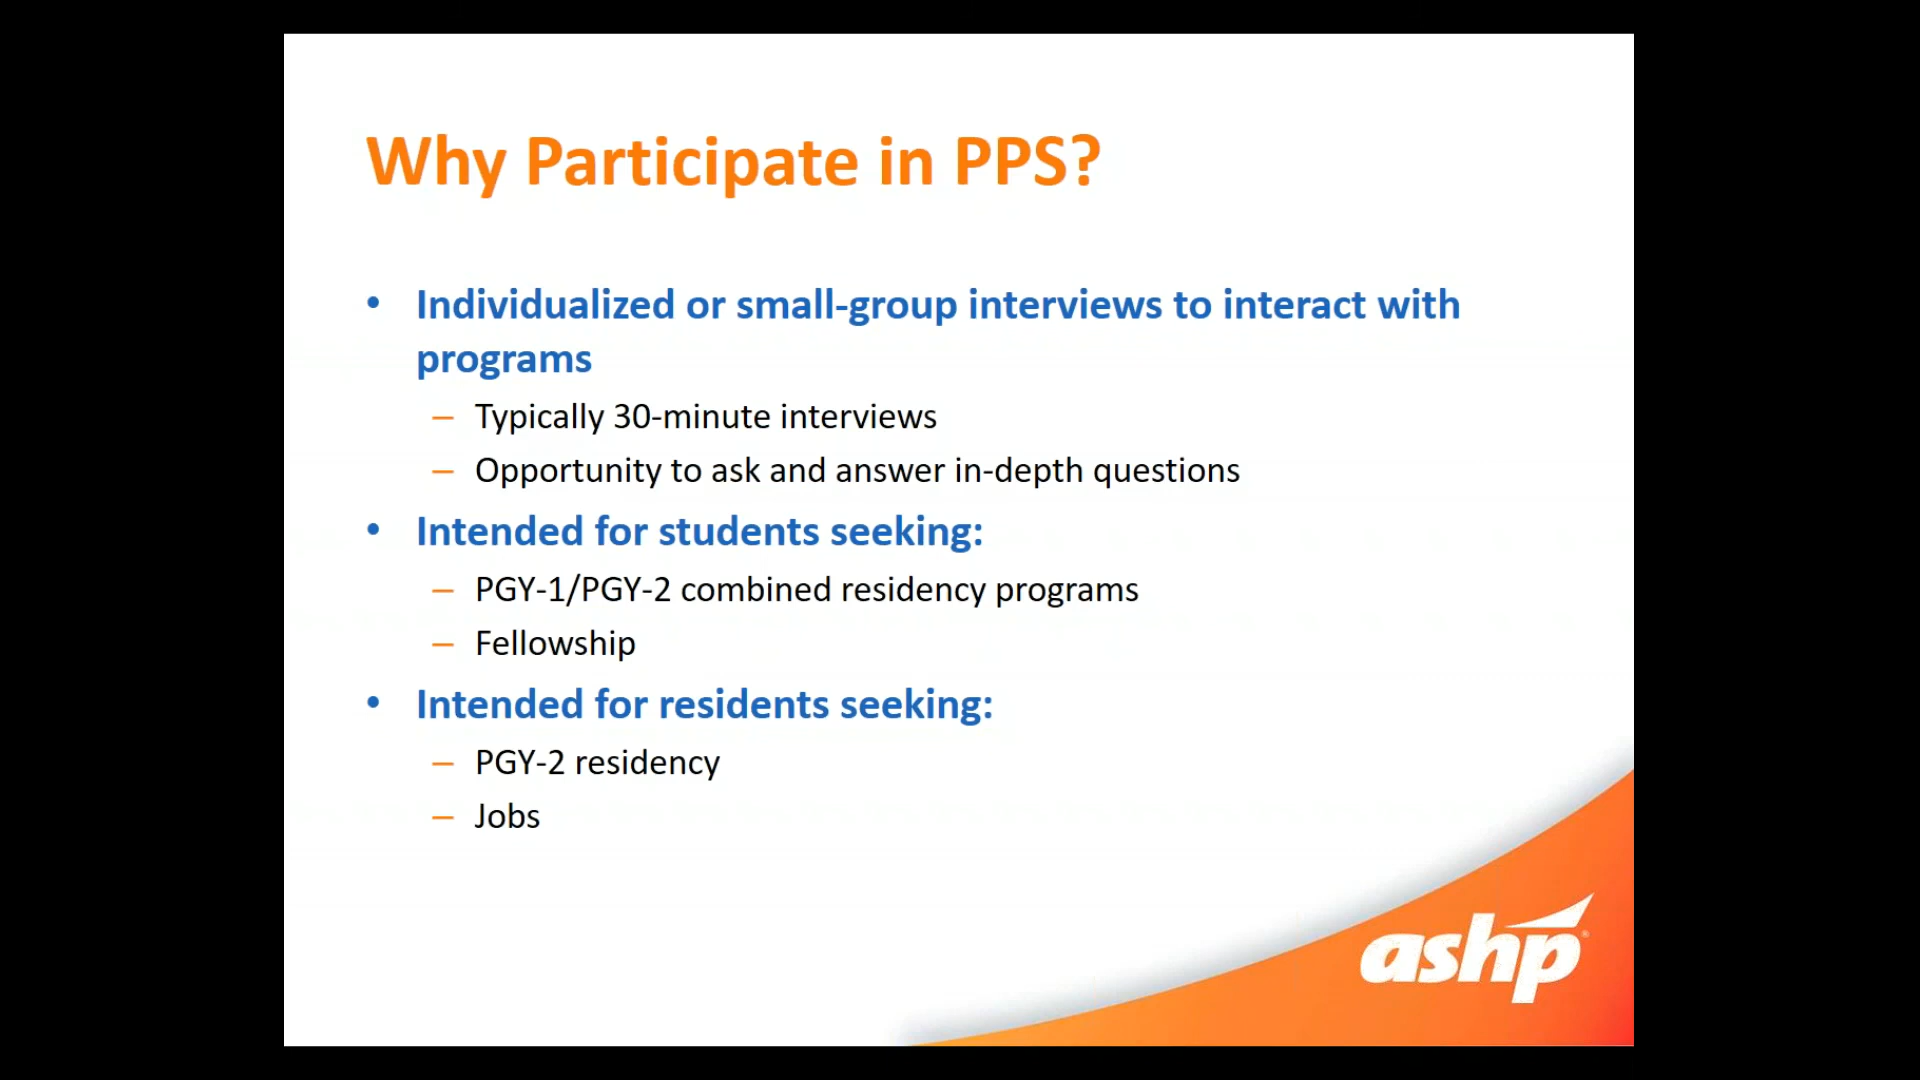 Why Participate in PPS?
• Individualized or small-group interviews to interact with
programs
– Typically 30-minute interviews
– Opportunity to ask and answer in-depth questions
• Intended for students seeking:
– PGY-1/PGY-2 combined residency programs
– Fellowship
• Intended for residents seeking:
– PGY-2 residency
– Jobs
ashp®